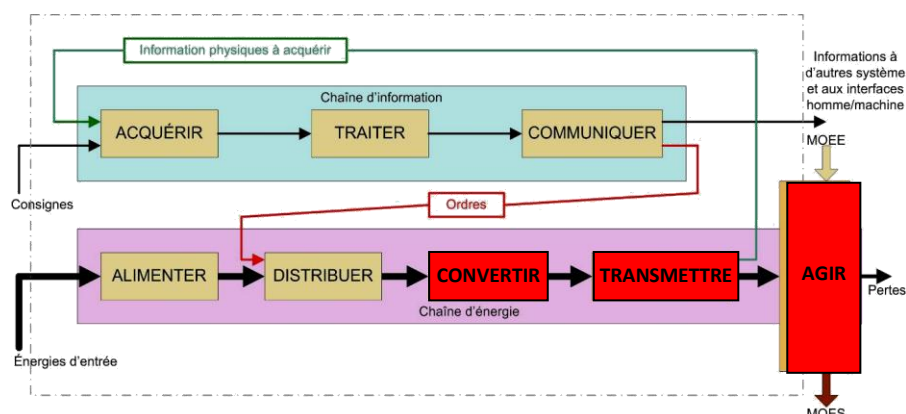 Information physiques à acquérir
Informations à
d'autres système
et aux interfaces
homme/machine
Chaîne d'information
ACQUÉRIR
TRAITER
COMMUNIQUER
MOEE
Consignes
Ordres
ALIMENTER
DISTRIBUER
CONVERTIR
TRANSMETTRE
AGIR
Pertes
Chaîne d'énergie
Énergies d'entrée
MOES